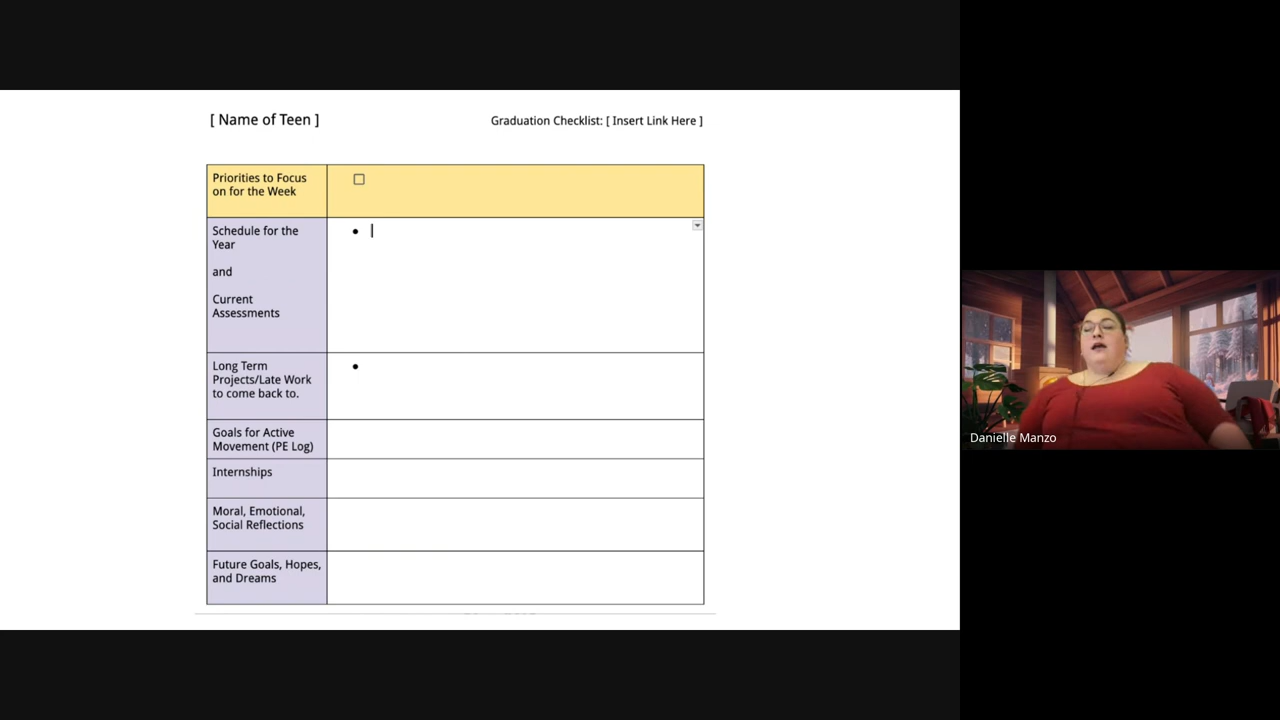 [ Name of Teen ]
Graduation Checklist: [ Insert Link Here ]
Priorities to Focus
on for the Week
Schedule for the
Year
and
Current
Assessments
Long Term
Projects/Late Work
to come back to.
Goals for Active
Movement (PE Log)
Internships
Moral, Emotional,
Social Reflections
Future Goals, Hopes,
and Dreams
Danielle Manzo